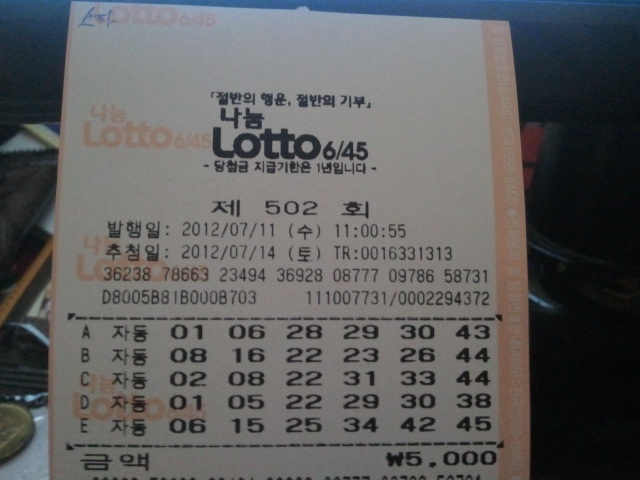 「절반의 행운, 절반의 기부」
나눔
Lotto 6/45
- 당첨금 지급기한은 1년입니다 -
제 502 회
발행일: 2012/07/11 (수) 11:00:55
추첨일: 2012/07/14 (토) TR:0016331313
36238 78663 23494 36928 08777 09786 58731
D8005B81B000B703 111007731/0002294372
A 자동 01 06 28 29 30 43
B 자동 08 16 22 23 26 44
C 자동 02 08 22 31 33 44
D 자동 01 05 22 29 30 38
E 자동 06 15 25 34 42 45
금액 ₩5,000